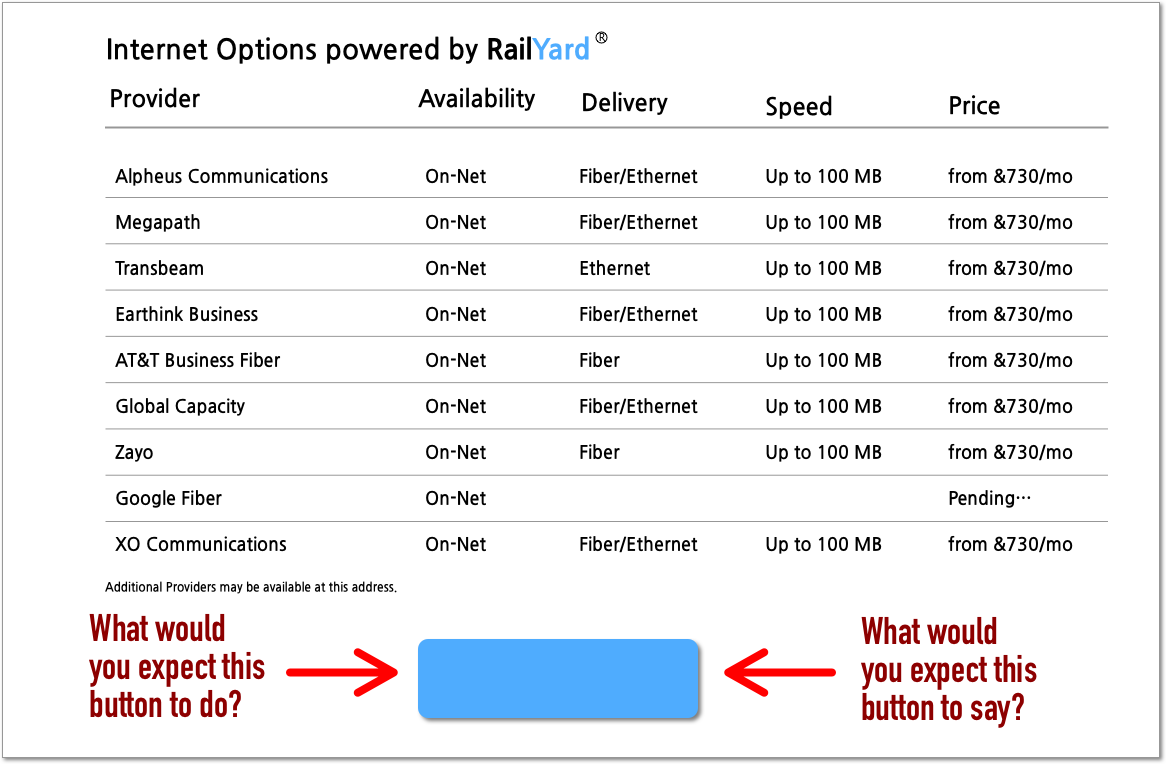 Internet Options powered by RailYard®
Provider Availability Delivery Speed Price
Alpheus Communications On-Net Fiber/Ethernet Up to 100 MB from &730/mo
Megapath On-Net Fiber/Ethernet Up to 100 MB from &730/mo
Transbeam On-Net Ethernet Up to 100 MB from &730/mo
Earthink Business On-Net Fiber/Ethernet Up to 100 MB from &730/mo
AT&T Business Fiber On-Net Fiber Up to 100 MB from &730/mo
Global Capacity On-Net Fiber/Ethernet Up to 100 MB from &730/mo
Zayo On-Net Fiber Up to 100 MB from &730/mo
Google Fiber On-Net Pending…
XO Communications On-Net Fiber/Ethernet Up to 100 MB from &730/mo
Additional Providers may be available at this address.
What would
you expect this
button to do?
What would
you expect this
button to say?